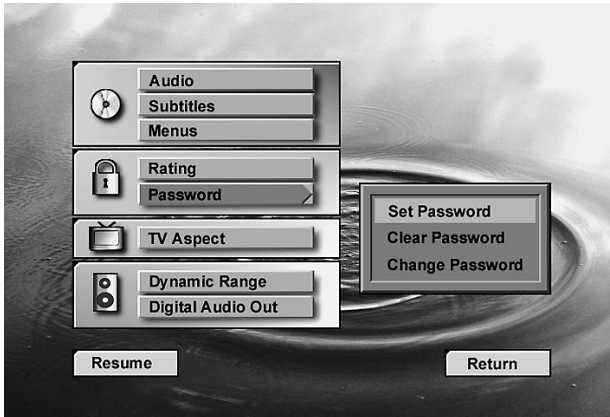 Audio
Subtitles
Menus
Rating
Password
TV Aspect
Dynamic Range
Digital Audio Out
Set Password
Clear Password
Change Password
Resume
Return